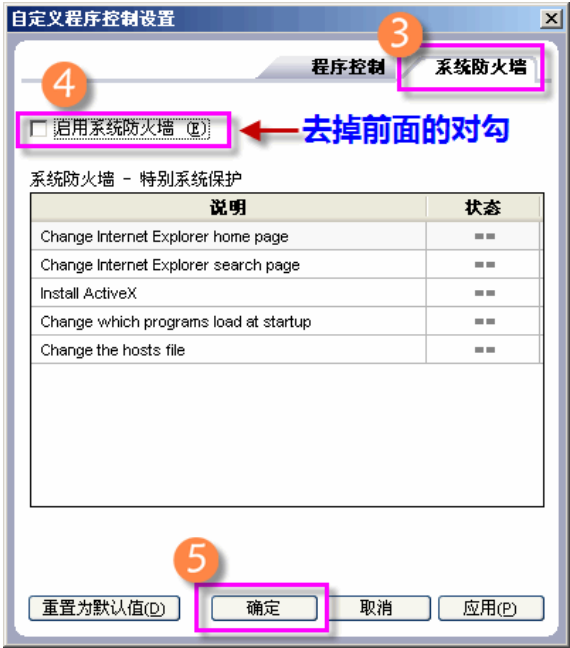 自定义程序控制设置
3
程序控制 系统防火墙
4
启用系统防火墙 (E)
去掉前面的对勾
系统防火墙 - 特别系统保护
说明 状态
Change Internet Explorer home page ==
Change Internet Explorer search page ==
Install ActiveX ==
Change which programs load at startup ==
Change the hosts file ==
5
重置为默认值(D) 确定 取消 应用(P)